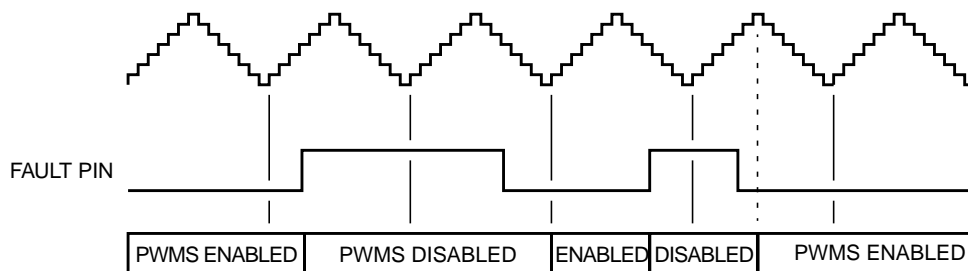 FAULT PIN
PWMS ENABLED
PWMS DISABLED
ENABLED
DISABLED
PWMS ENABLED